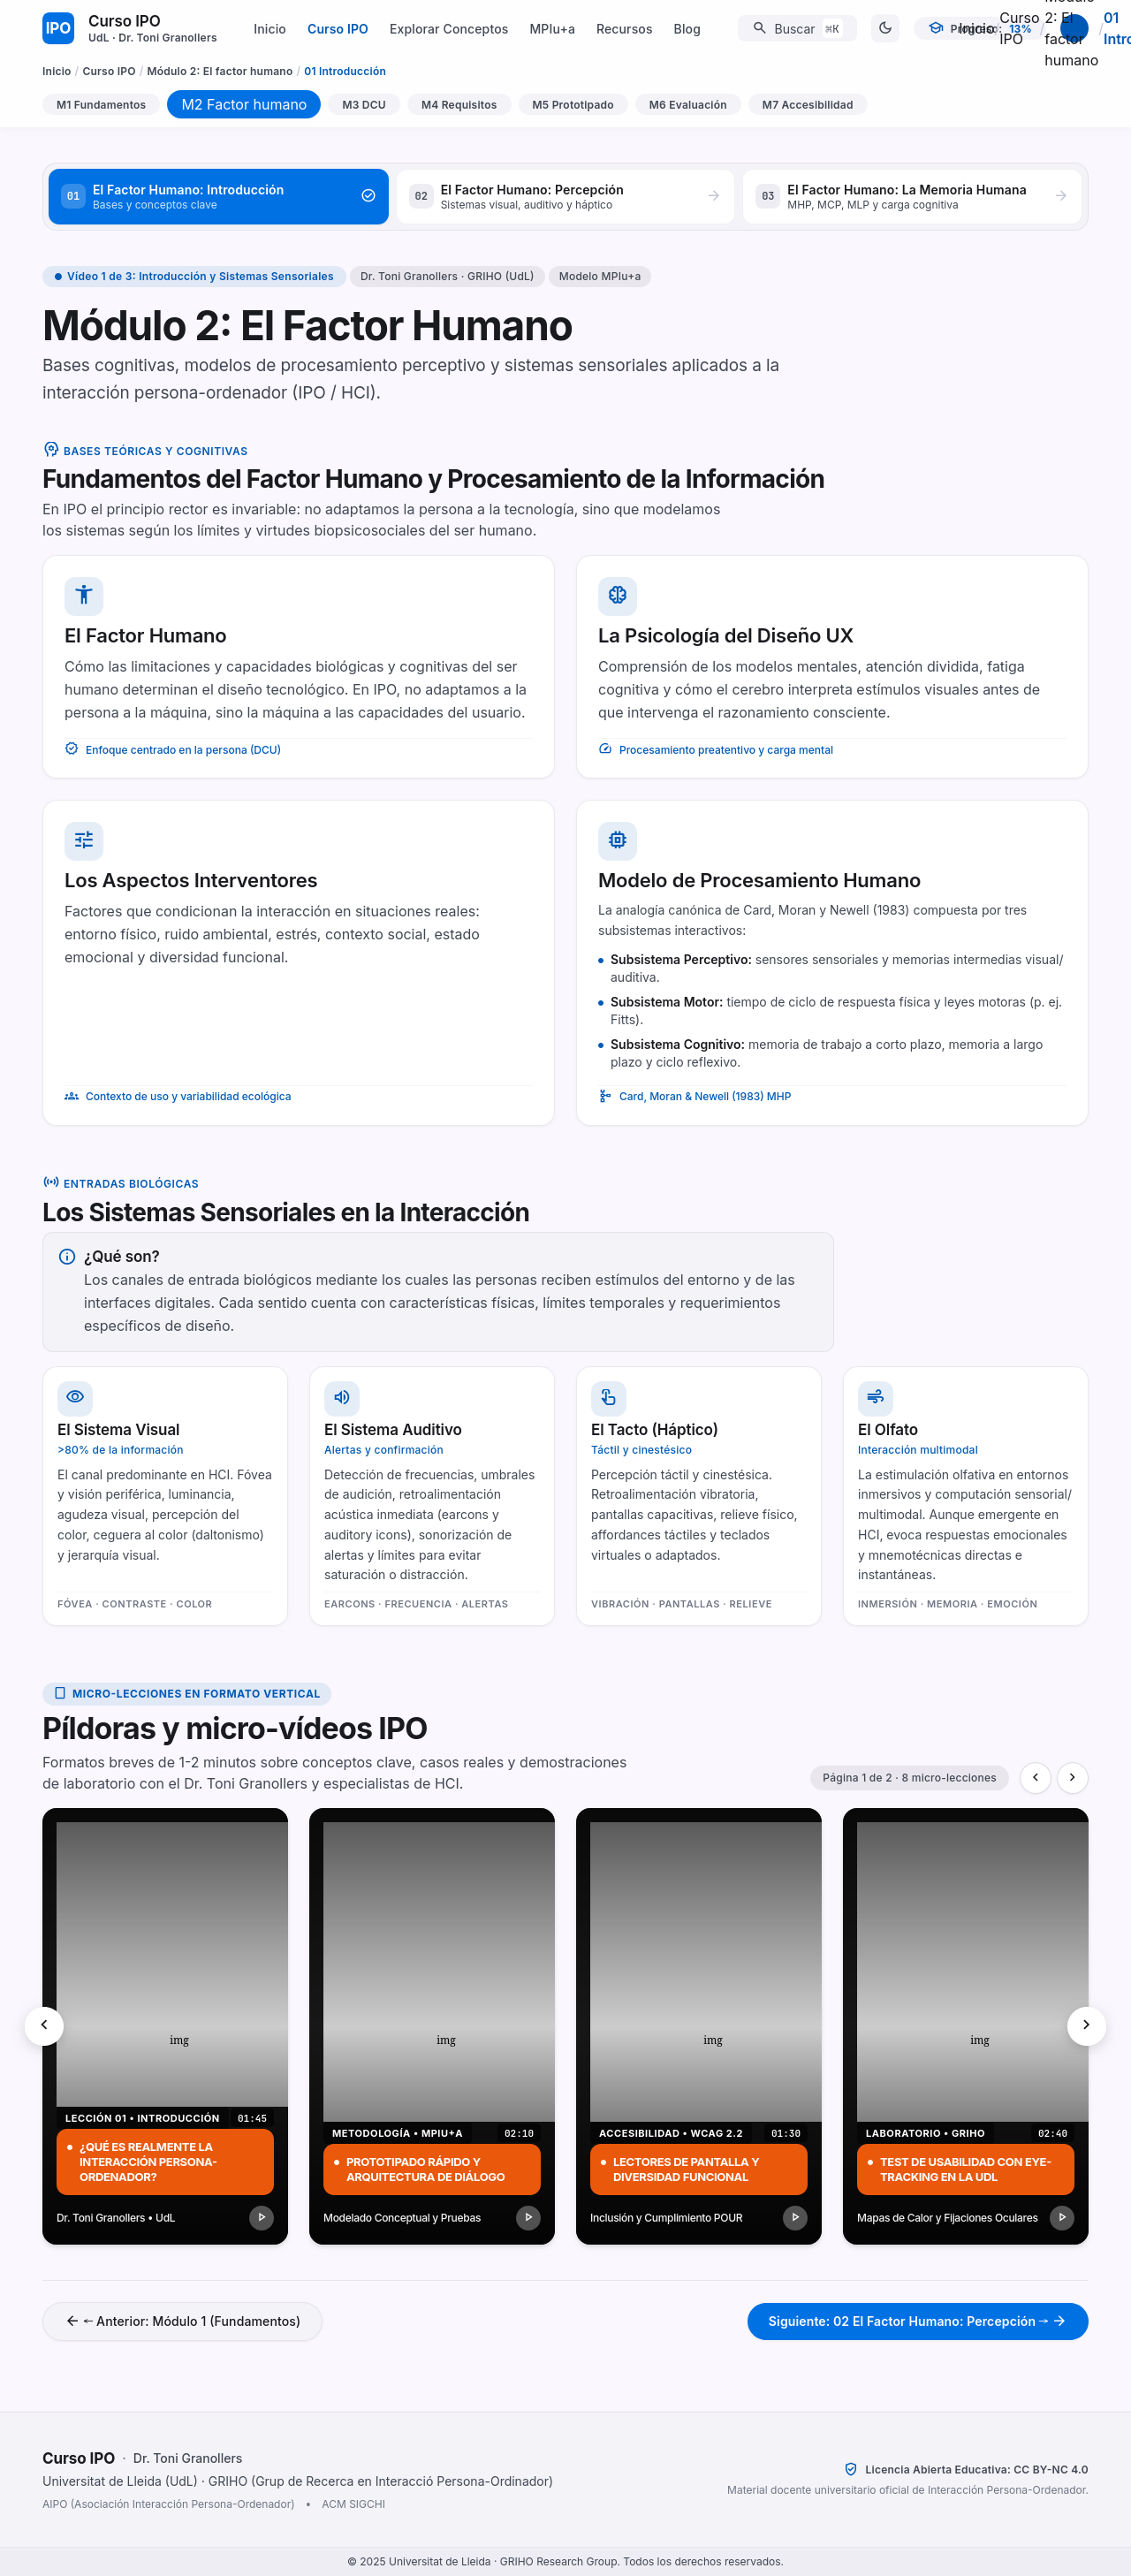 IPO
Curso IPO
UdL · Dr. Toni Granollers
Inicio Curso IPO Explorar Conceptos MPIu+a Recursos Blog
Buscar ⌘K
13%
Inicio / Curso IPO / Módulo 2: El factor humano / 01 Introducción
M1 Fundamentos M2 Factor humano M3 DCU M4 Requisitos M5 Prototipado M6 Evaluación M7 Accesibilidad
01 El Factor Humano: Introducción
Bases y conceptos clave
02 El Factor Humano: Percepción
Sistemas visual, auditivo y háptico
03 El Factor Humano: La Memoria Humana
MHP, MCP, MLP y carga cognitiva
Vídeo 1 de 3: Introducción y Sistemas Sensoriales
Dr. Toni Granollers · GRIHO (UdL)
Modelo MPIu+a
Módulo 2: El Factor Humano
Bases cognitivas, modelos de procesamiento perceptivo y sistemas sensoriales aplicados a la
interacción persona-ordenador (IPO / HCI).
BASES TEÓRICAS Y COGNITIVAS
Fundamentos del Factor Humano y Procesamiento de la Información
En IPO el principio rector es invariable: no adaptamos la persona a la tecnología, sino que modelamos
los sistemas según los límites y virtudes biopsicosociales del ser humano.
El Factor Humano
Cómo las limitaciones y capacidades biológicas y cognitivas del ser
humano determinan el diseño tecnológico. En IPO, no adaptamos a la
persona a la máquina, sino la máquina a las capacidades del usuario.
Enfoque centrado en la persona (DCU)
La Psicología del Diseño UX
Comprensión de los modelos mentales, atención dividida, fatiga
cognitiva y cómo el cerebro interpreta estímulos visuales antes de
que intervenga el razonamiento consciente.
Procesamiento preatentivo y carga mental
Los Aspectos Interventores
Factores que condicionan la interacción en situaciones reales:
entorno físico, ruido ambiental, estrés, contexto social, estado
emocional y diversidad funcional.
Contexto de uso y variabilidad ecológica
Modelo de Procesamiento Humano
La analogía canónica de Card, Moran y Newell (1983) compuesta por tres
subsistemas interactivos:
Subsistema Perceptivo: sensores sensoriales y memorias intermedias visual/
auditiva.
Subsistema Motor: tiempo de ciclo de respuesta física y leyes motoras (p. ej.
Fitts).
Subsistema Cognitivo: memoria de trabajo a corto plazo, memoria a largo
plazo y ciclo reflexivo.
Card, Moran & Newell (1983) MHP
ENTRADAS BIOLÓGICAS
Los Sistemas Sensoriales en la Interacción
¿Qué son?
Los canales de entrada biológicos mediante los cuales las personas reciben estímulos del entorno y de las
interfaces digitales. Cada sentido cuenta con características físicas, límites temporales y requerimientos
específicos de diseño.
El Sistema Visual
>80% de la información
El canal predominante en HCI. Fóvea
y visión periférica, luminancia,
agudeza visual, percepción del
color, ceguera al color (daltonismo)
y jerarquía visual.
FÓVEA · CONTRASTE · COLOR
El Sistema Auditivo
Alertas y confirmación
Detección de frecuencias, umbrales
de audición, retroalimentación
acústica inmediata (earcons y
auditory icons), sonorización de
alertas y límites para evitar
saturación o distracción.
EARCONS · FRECUENCIA · ALERTAS
El Tacto (Háptico)
Táctil y cinestésico
Percepción táctil y cinestésica.
Retroalimentación vibratoria,
pantallas capacitivas, relieve físico,
affordances táctiles y teclados
virtuales o adaptados.
VIBRACIÓN · PANTALLAS · RELIEVE
El Olfato
Interacción multimodal
La estimulación olfativa en entornos
inmersivos y computación sensorial/
multimodal. Aunque emergente en
HCI, evoca respuestas emocionales
y mnemotécnicas directas e
instantáneas.
INMERSIÓN · MEMORIA · EMOCIÓN
MICRO-LECCIONES EN FORMATO VERTICAL
Píldoras y micro-vídeos IPO
Formatos breves de 1-2 minutos sobre conceptos clave, casos reales y demostraciones
de laboratorio con el Dr. Toni Granollers y especialistas de HCI.
Página 1 de 2 · 8 micro-lecciones
img
LECCIÓN 01 • INTRODUCCIÓN 01:45
¿QUÉ ES REALMENTE LA
INTERACCIÓN PERSONA-
ORDENADOR?
Dr. Toni Granollers • UdL
img
METODOLOGÍA • MPIU+A 02:10
PROTOTIPADO RÁPIDO Y
ARQUITECTURA DE DIÁLOGO
Modelado Conceptual y Pruebas
img
ACCESIBILIDAD • WCAG 2.2 01:30
LECTORES DE PANTALLA Y
DIVERSIDAD FUNCIONAL
Inclusión y Cumplimiento POUR
img
LABORATORIO • GRIHO 02:40
TEST DE USABILIDAD CON EYE-
TRACKING EN LA UDL
Mapas de Calor y Fijaciones Oculares
← Anterior: Módulo 1 (Fundamentos)
Siguiente: 02 El Factor Humano: Percepción →
Curso IPO · Dr. Toni Granollers
Universitat de Lleida (UdL) · GRIHO (Grup de Recerca en Interacció Persona-Ordinador)
AIPO (Asociación Interacción Persona-Ordenador) • ACM SIGCHI
Licencia Abierta Educativa: CC BY-NC 4.0
Material docente universitario oficial de Interacción Persona-Ordenador.
© 2025 Universitat de Lleida · GRIHO Research Group. Todos los derechos reservados.